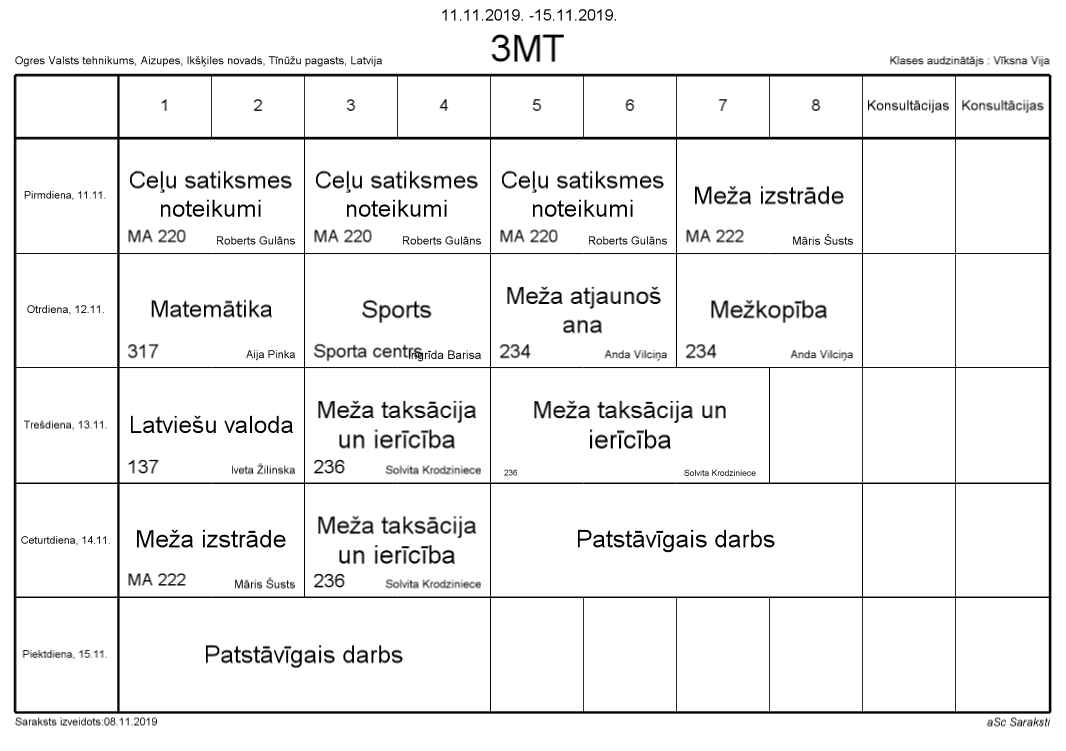 11.11.2019. -15.11.2019.
3MT
Ogres Valsts tehnikums, Aizupes, Ikšķiles novads, Tīnūžu pagasts, Latvija
Klases audzinātājs : Vīksna Vija
1 2 3 4 5 6 7 8 Konsultācijas Konsultācijas
Pirmdiena, 11.11.
Ceļu satiksmes
noteikumi
MA 220 Roberts Gulāns
Ceļu satiksmes
noteikumi
MA 220 Roberts Gulāns
Ceļu satiksmes
noteikumi
MA 220 Roberts Gulāns
Meža izstrāde
MA 222 Māris Šusts
Otrdiena, 12.11.
Matemātika
317 Aija Pinka
Sports
Sporta centrs Ingrīda Barisa
Meža atjaunoš
ana
234 Anda Vilciņa
Mežkopība
234 Anda Vilciņa
Trešdiena, 13.11.
Latviešu valoda
137 Iveta Žilinska
Meža taksācija
un ierīcība
236 Solvita Krodziniece
Meža taksācija un
ierīcība
236 Solvita Krodziniece
Ceturtdiena, 14.11.
Meža izstrāde
MA 222 Māris Šusts
Meža taksācija
un ierīcība
236 Solvita Krodziniece
Patstāvīgais darbs
Piektdiena, 15.11.
Patstāvīgais darbs
Saraksts izveidots:08.11.2019
aSc Saraksti